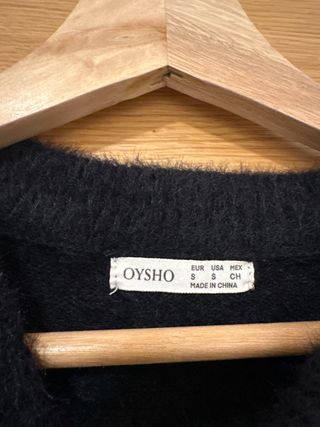 OYSHO
EUR USA MEX
S S CH
MADE IN CHINA